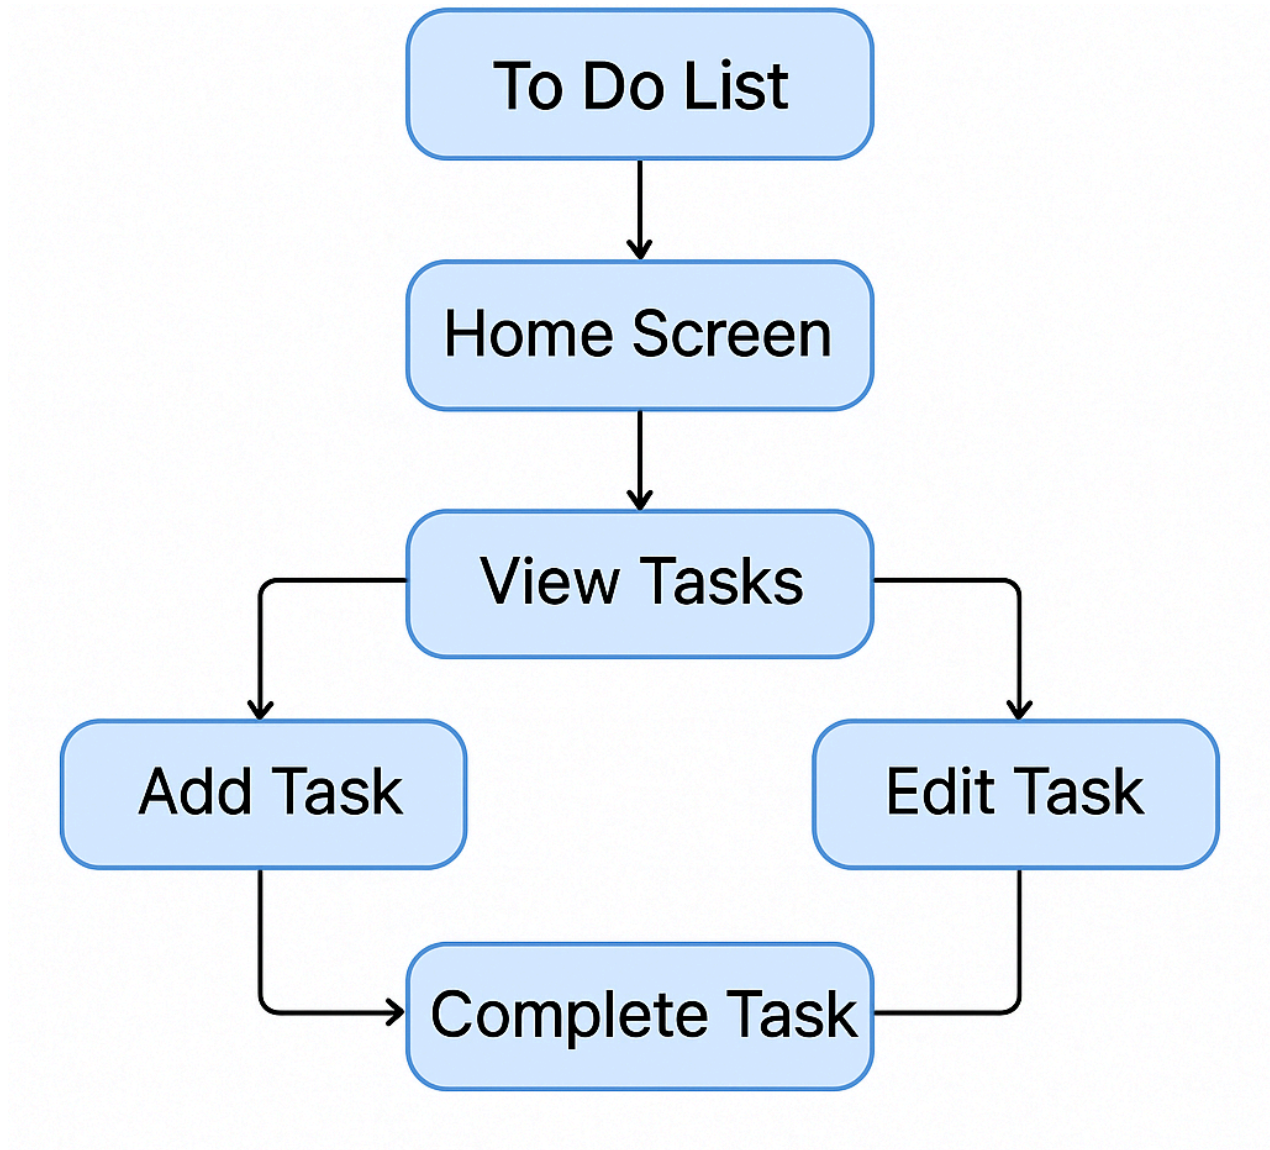 To Do List
Home Screen
View Tasks
Add Task
Edit Task
Complete Task